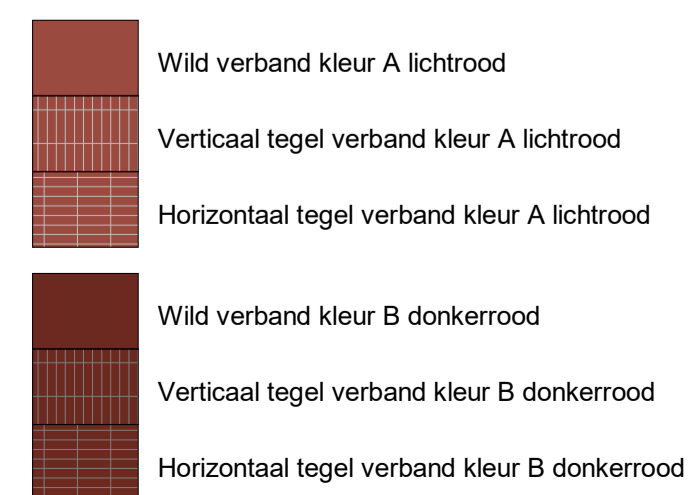 Wild verband kleur A lichtrood
Verticaal tegel verband kleur A lichtrood
Horizontaal tegel verband kleur A lichtrood
Wild verband kleur B donkerrood
Verticaal tegel verband kleur B donkerrood
Horizontaal tegel verband kleur B donkerrood